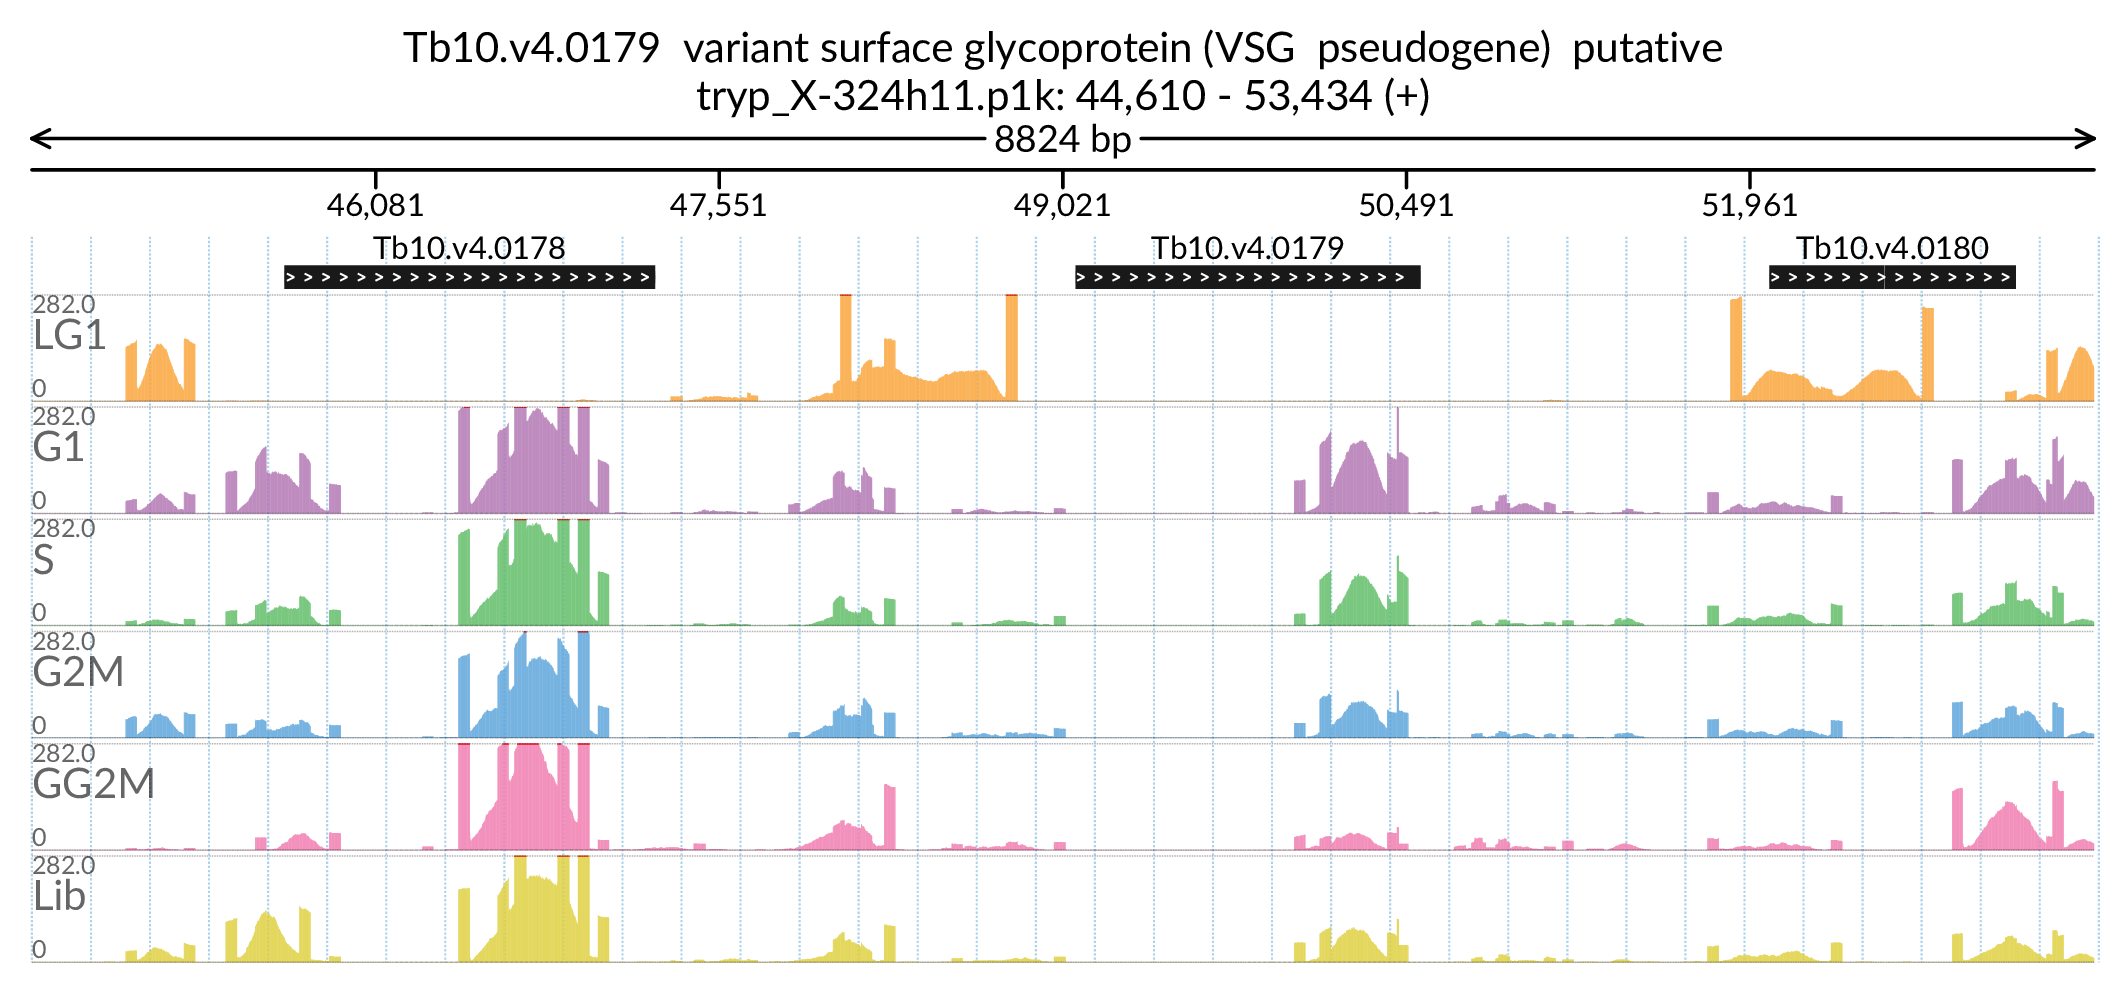 Tb10.v4.0179  variant surface glycoprotein (VSG  pseudogene)  putative
tryp_X-324h11.p1k: 44,610 - 53,434 (+)
8824 bp
46,081 47,551 49,021 50,491 51,961
Tb10.v4.0178 Tb10.v4.0179 Tb10.v4.0180
282.0
LG1
0
282.0
G1
0
282.0
S
0
282.0
G2M
0
282.0
GG2M
0
282.0
Lib
0